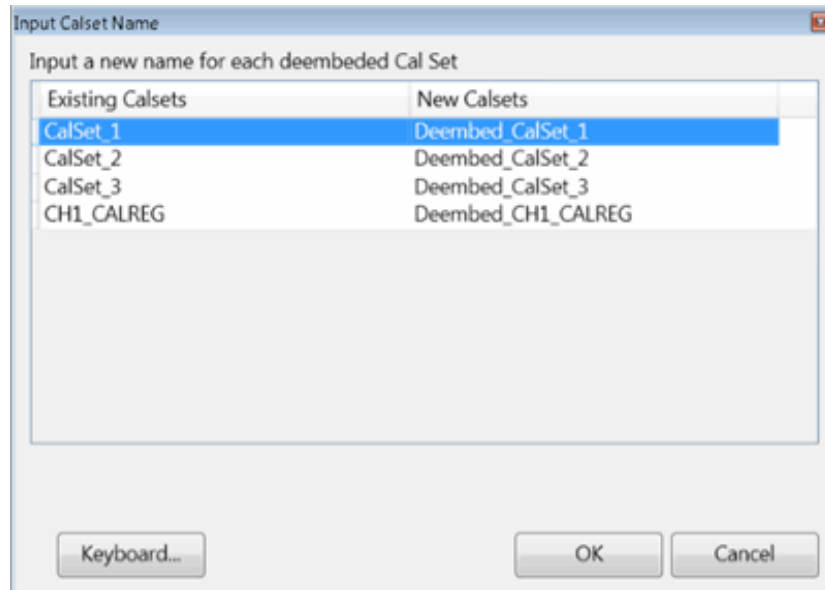 Input Calset Name
Input a new name for each deembeded Cal Set
Existing Calsets New Calsets
CalSet_1 Deembed_CalSet_1
CalSet_2 Deembed_CalSet_2
CalSet_3 Deembed_CalSet_3
CH1_CALREG Deembed_CH1_CALREG
Keyboard... OK Cancel